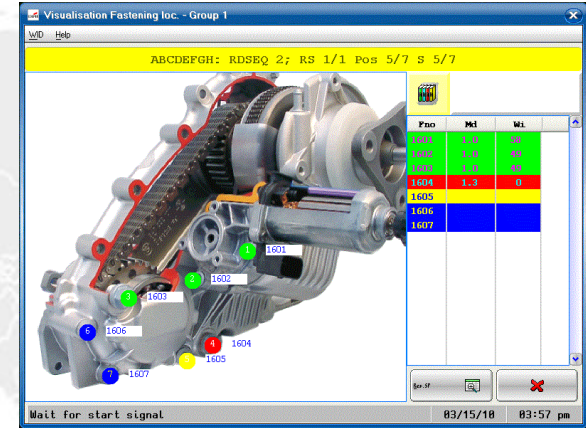 Visualisation Fastening loc. - Group 1
WID Help
ABCDEFGH: RDSEQ 2; RS 1/1 Pos 5/7 S 5/7
Fno Md Wi
1601 1.0 50
1602 1.0 49
1603 1.0 49
1604 1.3 0
1605
1606
1607
1 1601
2 1602
3 1603
6 1606
4 1604
5 1605
7 1607
Rep.SP
Wait for start signal 03/15/10 03:57 pm